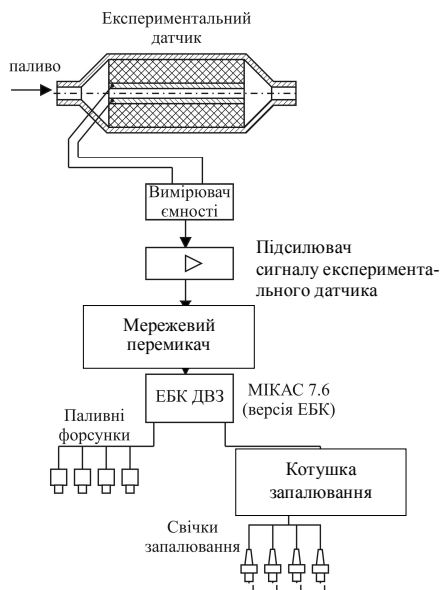 Експериментальний
датчик
паливо
Вимірювач
ємності
Підсилювач
сигналу експеримента-
льного датчика
Мережевий
перемикач
ЕБК ДВЗ
МІКАС 7.6
(версія ЕБК)
Паливні
форсунки
Котушка
запалювання
Свічки
запалювання